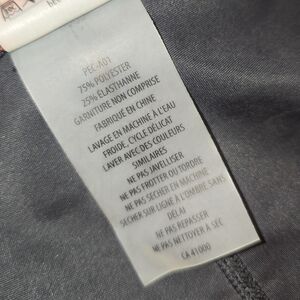 PEC-A01
75% POLYESTER
25% ÉLASTHANNE
GARNITURE NON COMPRISE
FABRIQUÉ EN CHINE
LAVAGE EN MACHINE À L'EAU
FROIDE. CYCLE DÉLICAT
LAVER AVEC DES COULEURS
SIMILAIRES
NE PAS JAVELLISER
NE PAS FROTTER OU TORDRE
NE PAS SÉCHER EN MACHINE
SÉCHER SUR LIGNE À L'OMBRE SANS
DÉLAI
NE PAS REPASSER
NE PAS NETTOYER À SEC
CA 41000